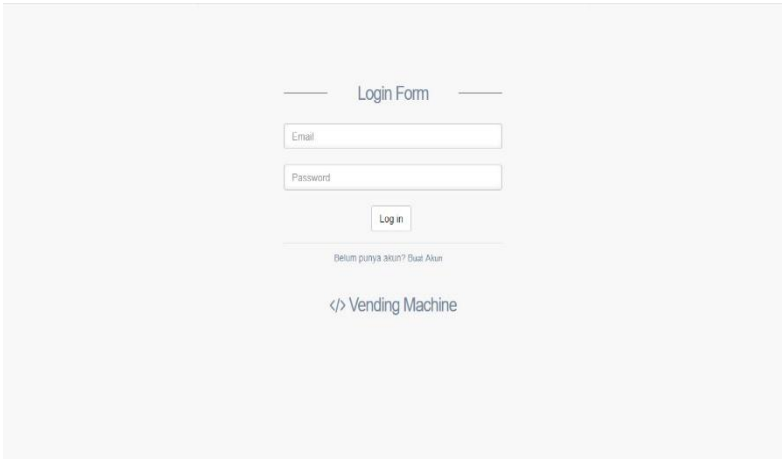 Login Form
Email
Password
Log in
Belum punya akun? Buat Akun
</> Vending Machine